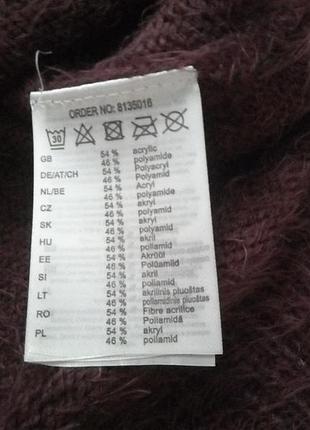 ORDER NO: 8135016
30
GB 54 % acrylic
46 % polyamide
DE/AT/CH 54 % Polyacryl
46 % Polyamid
NL/BE 54 % Acryl
46 % polyamide
CZ 54 % akryl
46 % polyamid
SK 54 % akryl
46 % polyamid
HU 54 % akril
46 % poliamid
EE 54 % Akrüül
46 % Polüamiid
SI 54 % akril
46 % poliamid
LT 54 % akrilinis pluoštas
46 % poliamidinis pluoštas
RO 54 % Fibre acrilice
46 % Poliamidă
PL 54 % akryl
46 % poliamid